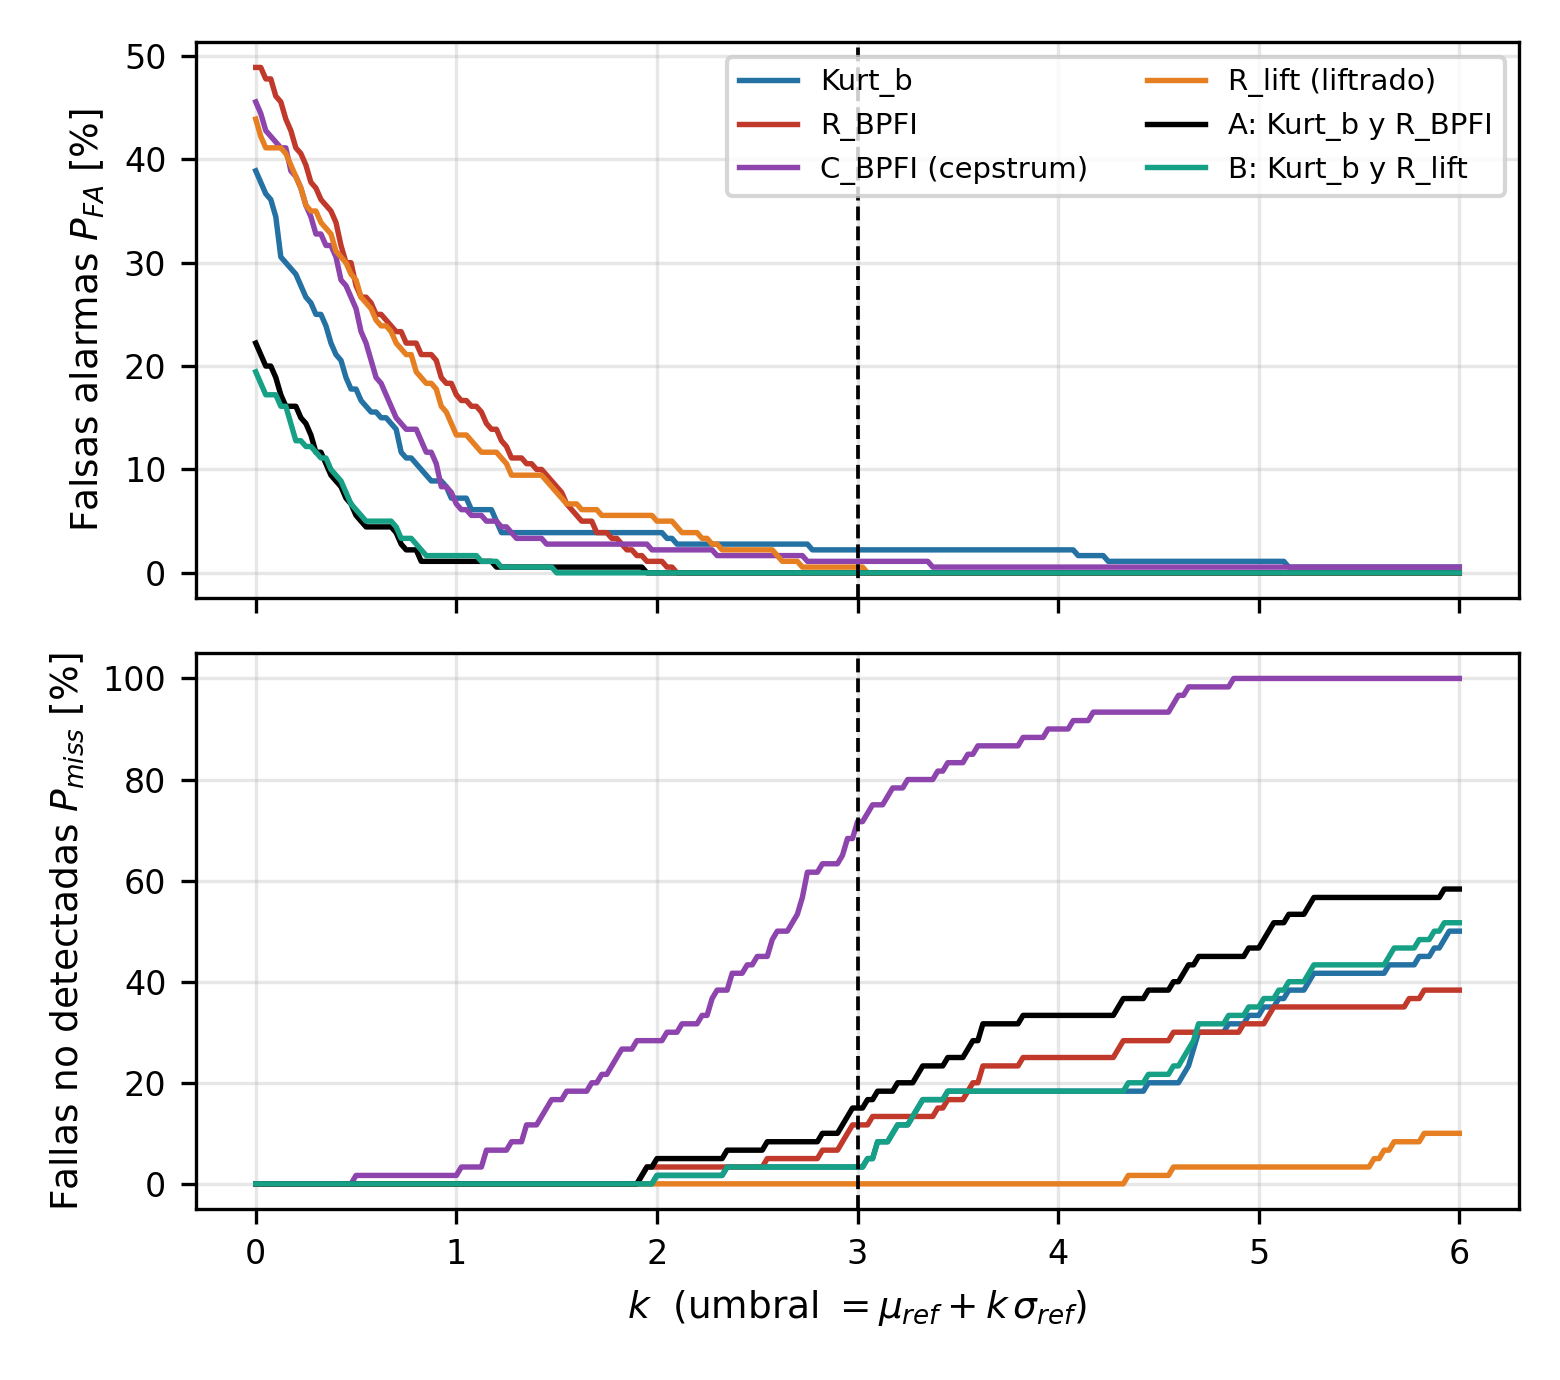 Falsas alarmas P_FA [%]
50
40
30
20
10
0
Kurt_b
R_BPFI
C_BPFI (cepstrum)
R_lift (liftrado)
A: Kurt_b y R_BPFI
B: Kurt_b y R_lift
Fallas no detectadas P_miss [%]
100
80
60
40
20
0
0 1 2 3 4 5 6
k (umbral = μ_ref + k σ_ref)